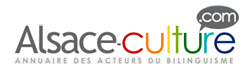 Alsace-culture.com
ANNUAIRE DES ACTEURS DU BILINGUISME